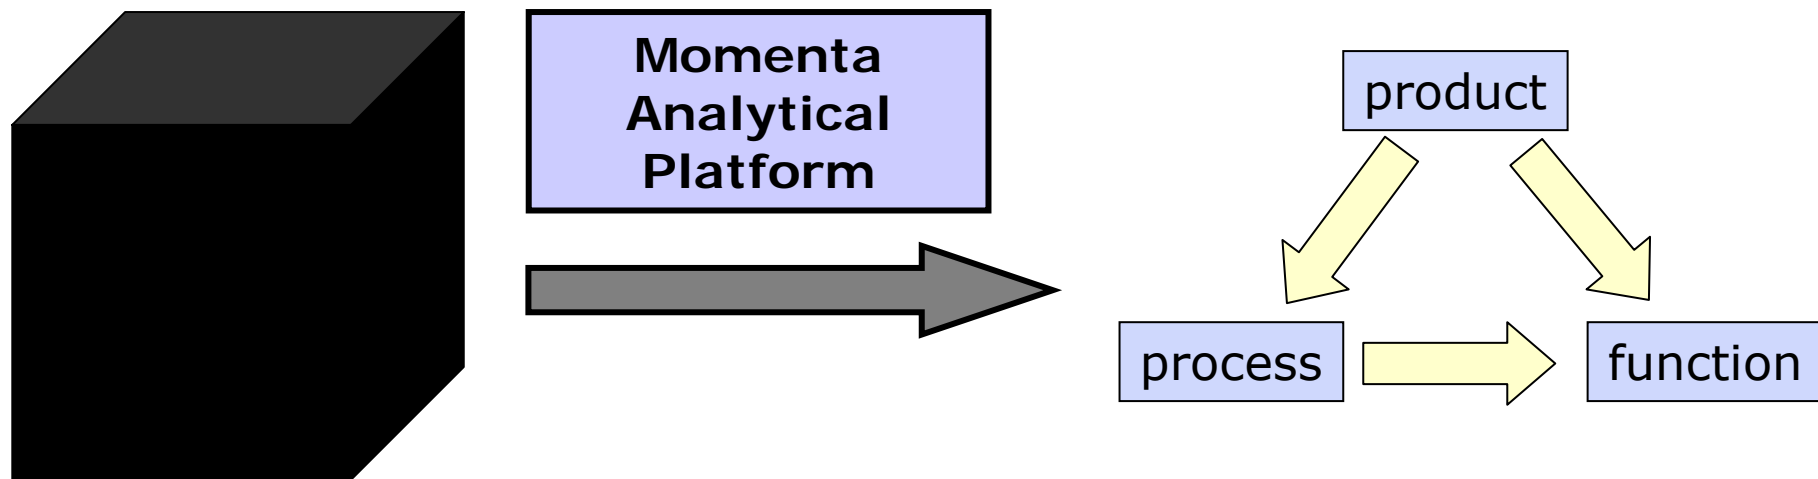 Momenta
Analytical
Platform
product
process
function